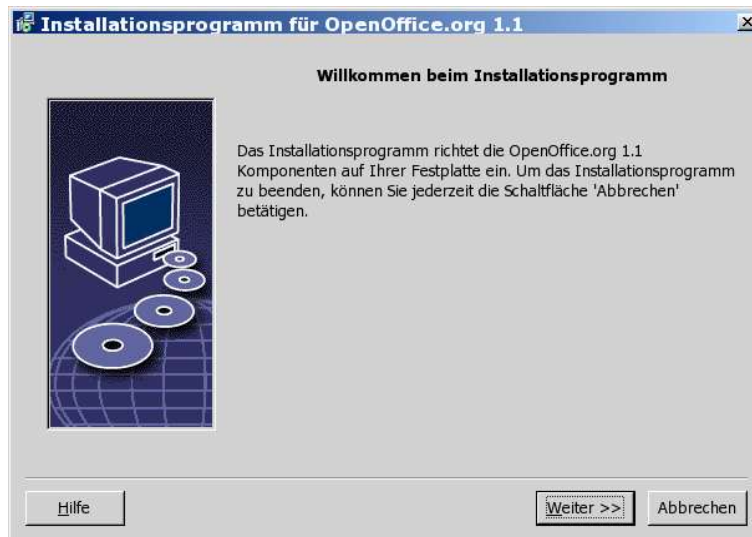 Installationsprogramm für OpenOffice.org 1.1
Willkommen beim Installationsprogramm
Das Installationsprogramm richtet die OpenOffice.org 1.1
Komponenten auf Ihrer Festplatte ein. Um das Installationsprogramm
zu beenden, können Sie jederzeit die Schaltfläche 'Abbrechen'
betätigen.
Hilfe
Weiter >>
Abbrechen